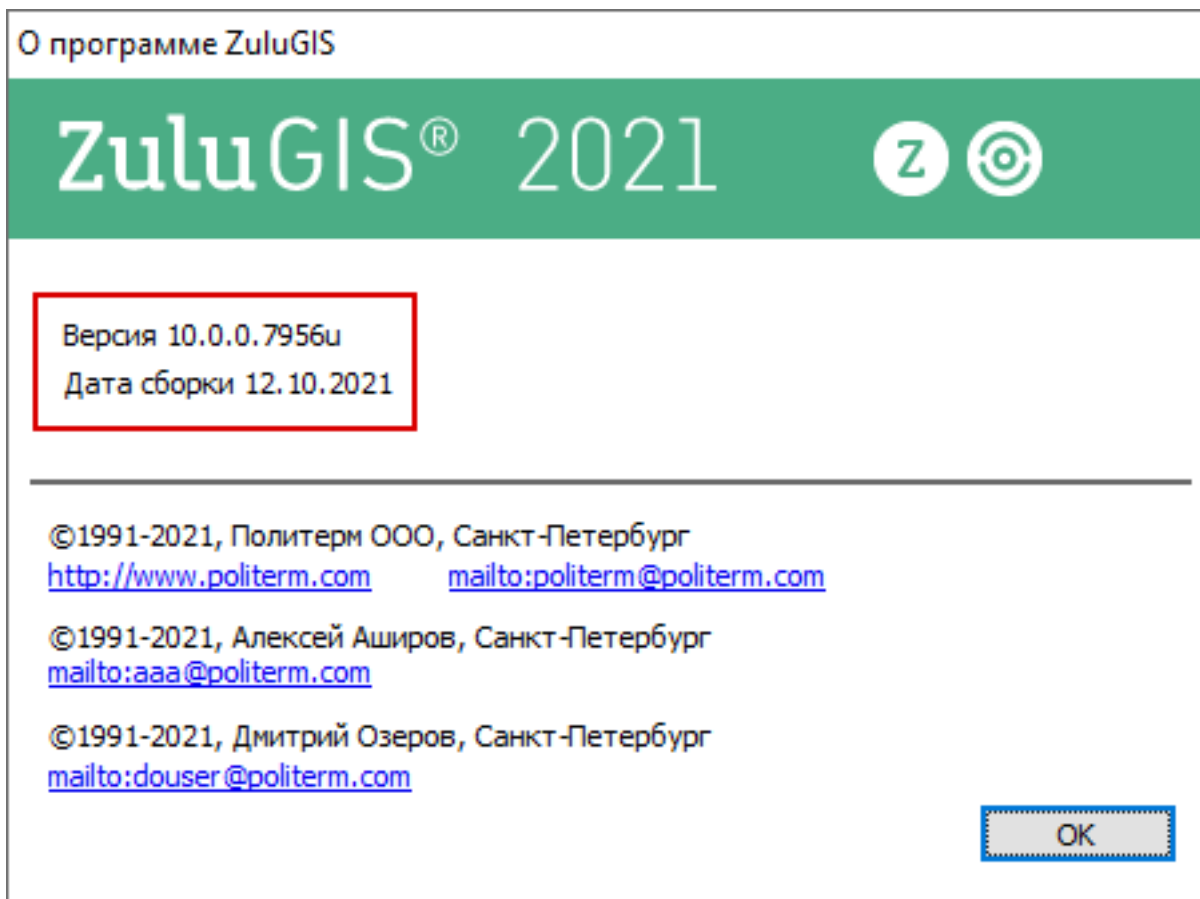 О программе ZuluGIS
ZuluGIS® 2021 Z
Версия 10.0.0.7956u
Дата сборки 12.10.2021
©1991-2021, Политерм ООО, Санкт-Петербург
http://www.politerm.com mailto:politerm@politerm.com
©1991-2021, Алексей Аширов, Санкт-Петербург
mailto:aaa@politerm.com
©1991-2021, Дмитрий Озеров, Санкт-Петербург
mailto:douser@politerm.com
OK